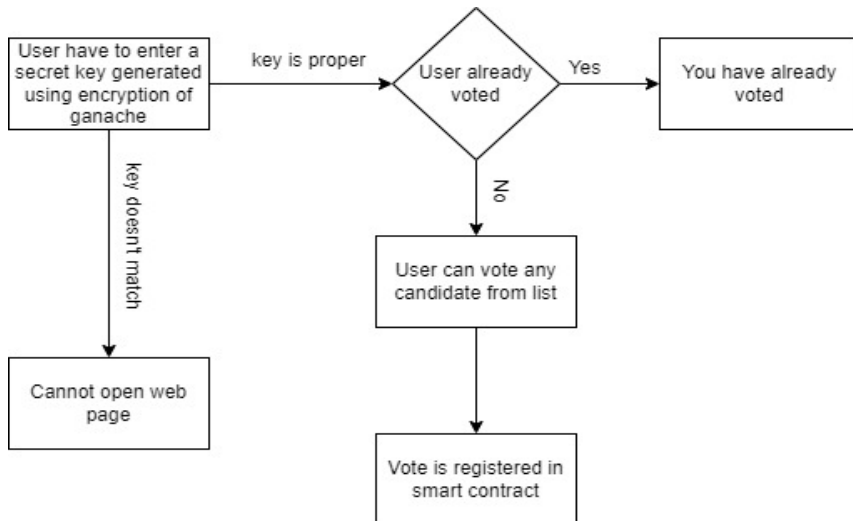 User have to enter a
secret key generated
using encryption of
ganache
key is proper
User already
voted
Yes
You have already
voted
key doesn't match
No
User can vote any
candidate from list
Cannot open web
page
Vote is registered in
smart contract